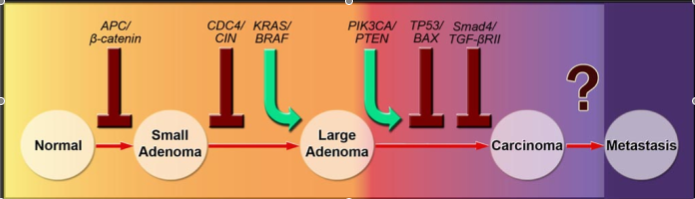 APC/
β-catenin
CDC4/
CIN
KRAS/
BRAF
PIK3CA/
PTEN
TP53/
BAX
Smad4/
TGF-βRII
?
Normal
Small
Adenoma
Large
Adenoma
Carcinoma
Metastasis